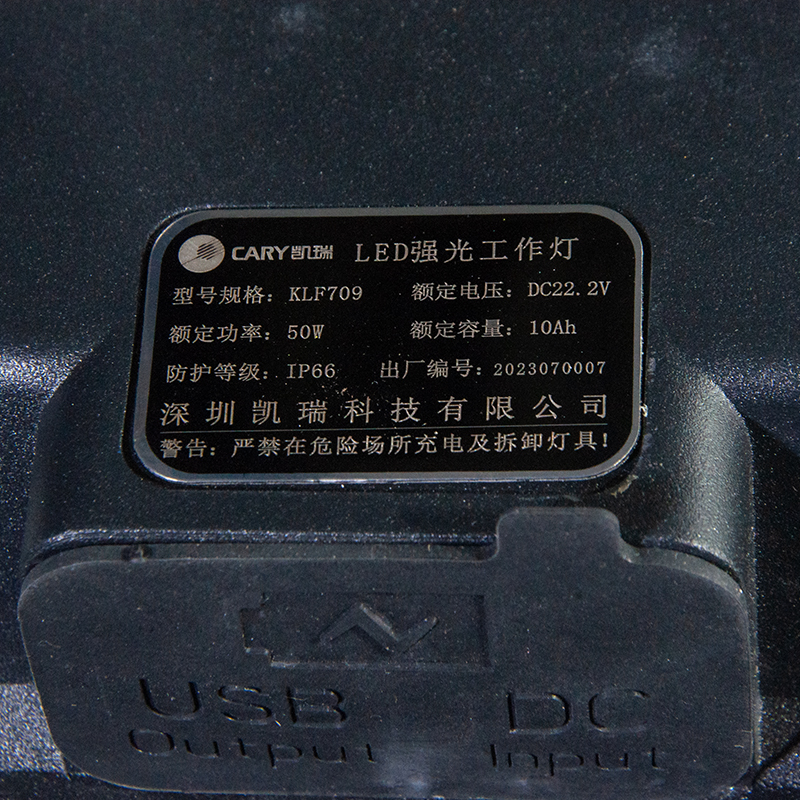 CARY凯瑞 LED强光工作灯
型号规格：KLF709 额定电压：DC22.2V
额定功率：50W 额定容量：10Ah
防护等级：IP66 出厂编号：2023070007
深圳凯瑞科技有限公司
警告：严禁在危险场所充电及拆卸灯具！
USB DC
Output Input